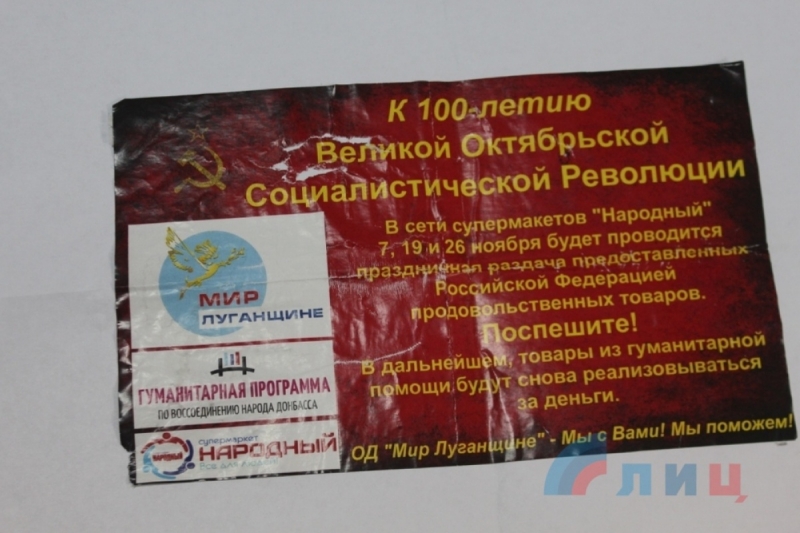 К 100-летию
Великой Октябрьской
Социалистической Революции
В сети супермакетов "Народный"
7, 19 и 26 ноября будет проводится
праздничная раздача предоставленных
Российской Федерацией
продовольственных товаров.
Поспешите!
В дальнейшем, товары из гуманитарной
помощи будут снова реализовываться
за деньги.
ОД "Мир Луганщине" - Мы с Вами! Мы поможем!
МИР
ЛУГАНЩИНЕ
ГУМАНИТАРНАЯ ПРОГРАММА
ПО ВОССОЕДИНЕНИЮ НАРОДА ДОНБАССА
супермаркет
НАРОДНЫЙ
НАРОДНЫЙ
ЛИЦ